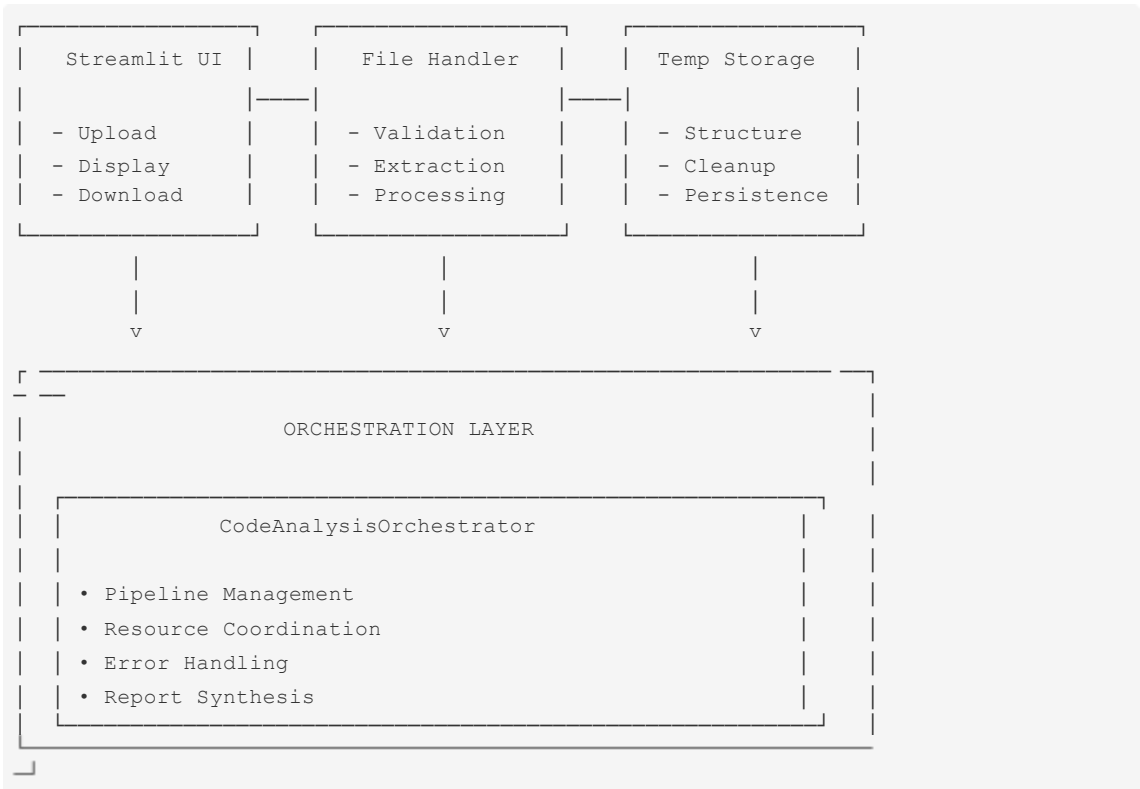 Streamlit UI File Handler Temp Storage
- Upload - Validation - Structure
- Display - Extraction - Cleanup
- Download - Processing - Persistence
v v v
ORCHESTRATION LAYER
CodeAnalysisOrchestrator
• Pipeline Management
• Resource Coordination
• Error Handling
• Report Synthesis